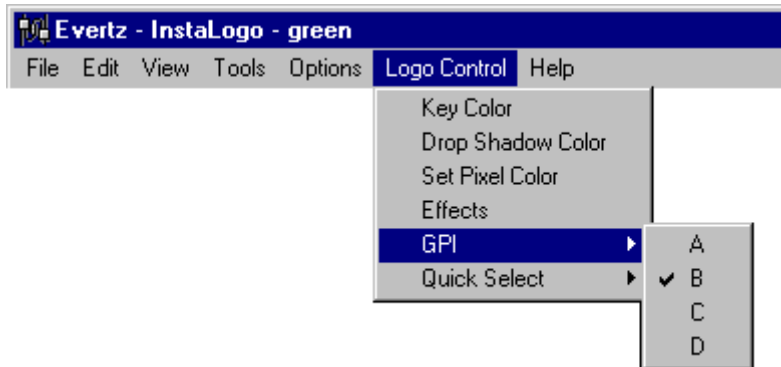 Evertz - InstaLogo - green
File Edit View Tools Options Logo Control Help
Key Color
Drop Shadow Color
Set Pixel Color
Effects
GPI
Quick Select
A
B
C
D